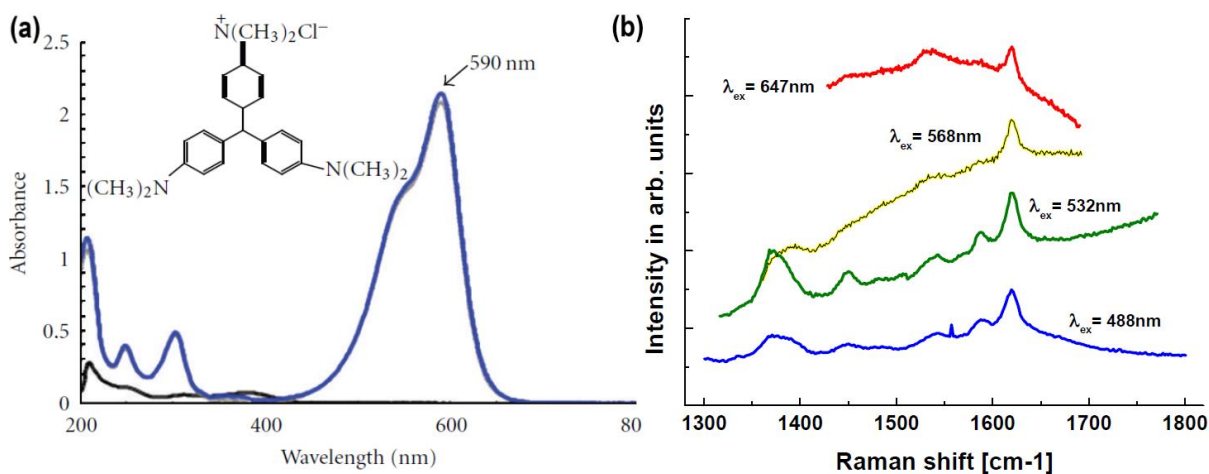 (a)
+
N(CH3)2Cl−
(CH3)2N
N(CH3)2
590 nm
2.5
2
1.5
1
0.5
0
200
400
600
80
Absorbance
Wavelength (nm)
(b)
λex= 647nm
λex= 568nm
λex= 532nm
λex= 488nm
Intensity in arb. units
1300
1400
1500
1600
1700
1800
Raman shift [cm-1]